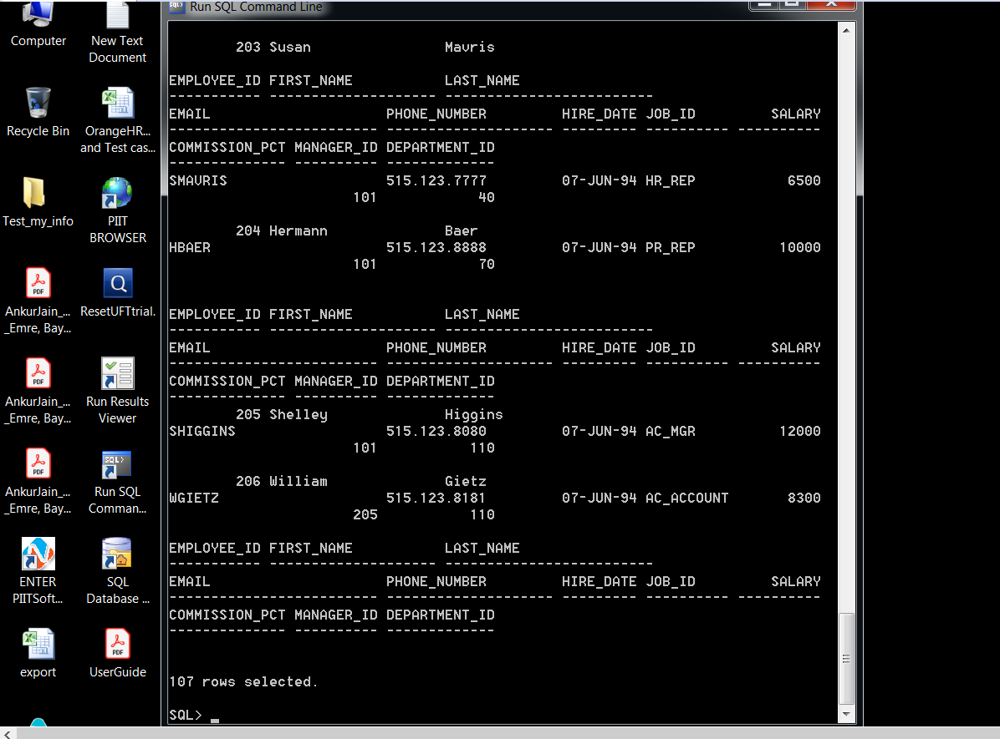 Run SQL Command Line
Computer
New Text
Document
Recycle Bin
OrangeHR...
and Test cas...
Test_my_info
PIIT
BROWSER
AnkurJain_...
_Emre, Bay...
ResetUFTtrial.
AnkurJain_...
_Emre, Bay...
Run Results
Viewer
AnkurJain_...
_Emre, Bay...
Run SQL
Comman...
ENTER
PIITSoft...
SQL
Database ...
export
UserGuide
203 Susan Mavris
EMPLOYEE_ID FIRST_NAME LAST_NAME
----------- -------------------- -------------------------
EMAIL PHONE_NUMBER HIRE_DATE JOB_ID SALARY
------------------------- -------------------- --------- ---------- ----------
COMMISSION_PCT MANAGER_ID DEPARTMENT_ID
-------------- ---------- -------------
SMAVRIS 515.123.7777 07-JUN-94 HR_REP 6500
101 40
204 Hermann Baer
HBAER 515.123.8888 07-JUN-94 PR_REP 10000
101 70
EMPLOYEE_ID FIRST_NAME LAST_NAME
----------- -------------------- -------------------------
EMAIL PHONE_NUMBER HIRE_DATE JOB_ID SALARY
------------------------- -------------------- --------- ---------- ----------
COMMISSION_PCT MANAGER_ID DEPARTMENT_ID
-------------- ---------- -------------
205 Shelley Higgins
SHIGGINS 515.123.8080 07-JUN-94 AC_MGR 12000
101 110
206 William Gietz
WGIETZ 515.123.8181 07-JUN-94 AC_ACCOUNT 8300
205 110
EMPLOYEE_ID FIRST_NAME LAST_NAME
----------- -------------------- -------------------------
EMAIL PHONE_NUMBER HIRE_DATE JOB_ID SALARY
------------------------- -------------------- --------- ---------- ----------
COMMISSION_PCT MANAGER_ID DEPARTMENT_ID
-------------- ---------- -------------
107 rows selected.
SQL> _